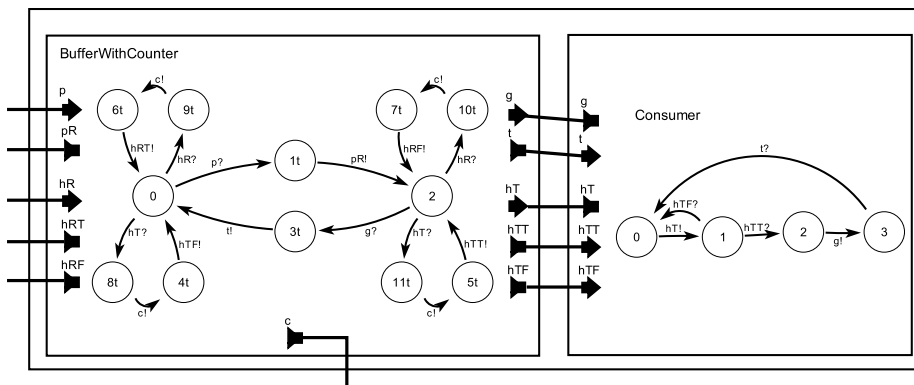 BufferWithCounter
p
pR
hR
hRT
hRF
c!
6t
9t
hRT!
hR?
0
p?
1t
pR!
2
t!
3t
g?
hT?
hTF!
8t
4t
c!
c!
7t
10t
hRF!
hR?
hT?
hTT!
11t
5t
c!
c
g
t
hT
hTT
hTF
Consumer
g
t
hT
hTT
hTF
t?
hTF?
0
hT!
1
hTT?
2
g!
3